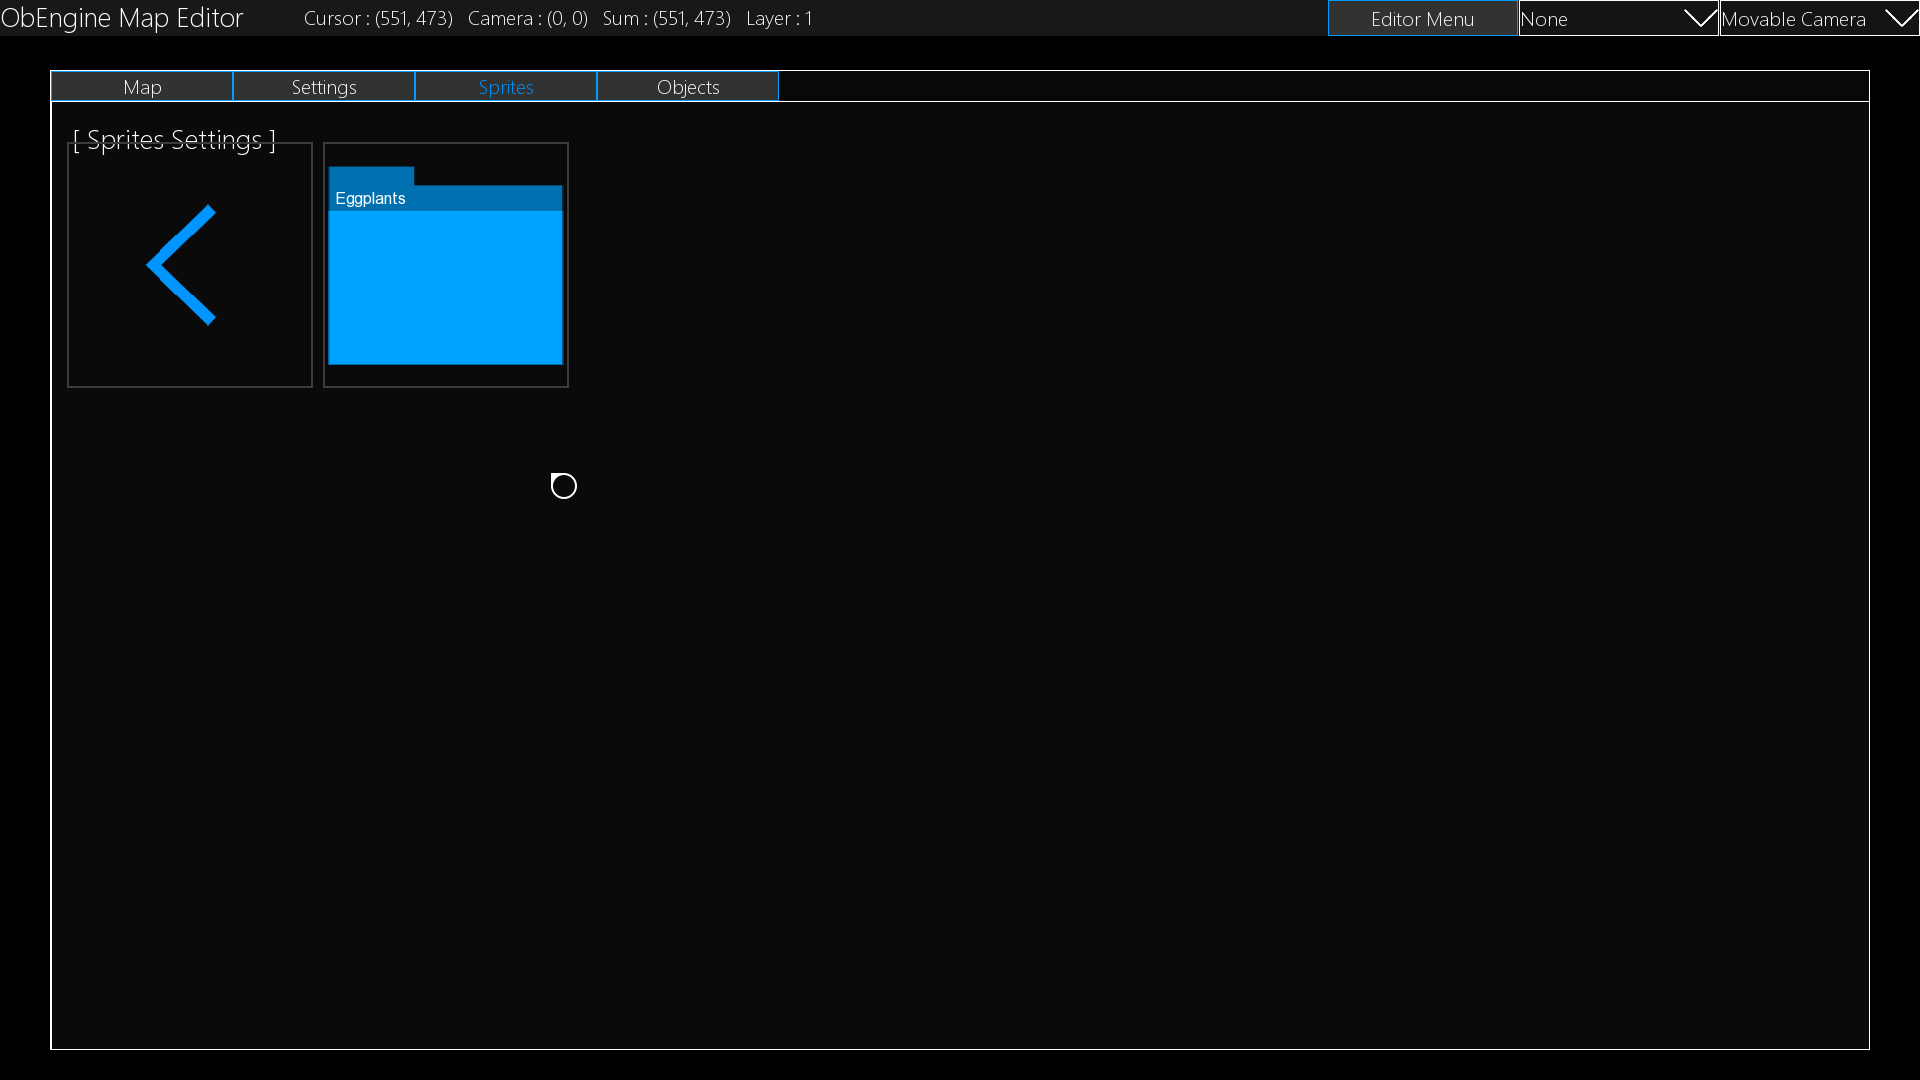 ObEngine Map Editor Cursor : (551, 473) Camera : (0, 0) Sum : (551, 473) Layer : 1 Editor Menu None Movable Camera
Map Settings Sprites Objects
[ Sprites Settings ]
Eggplants